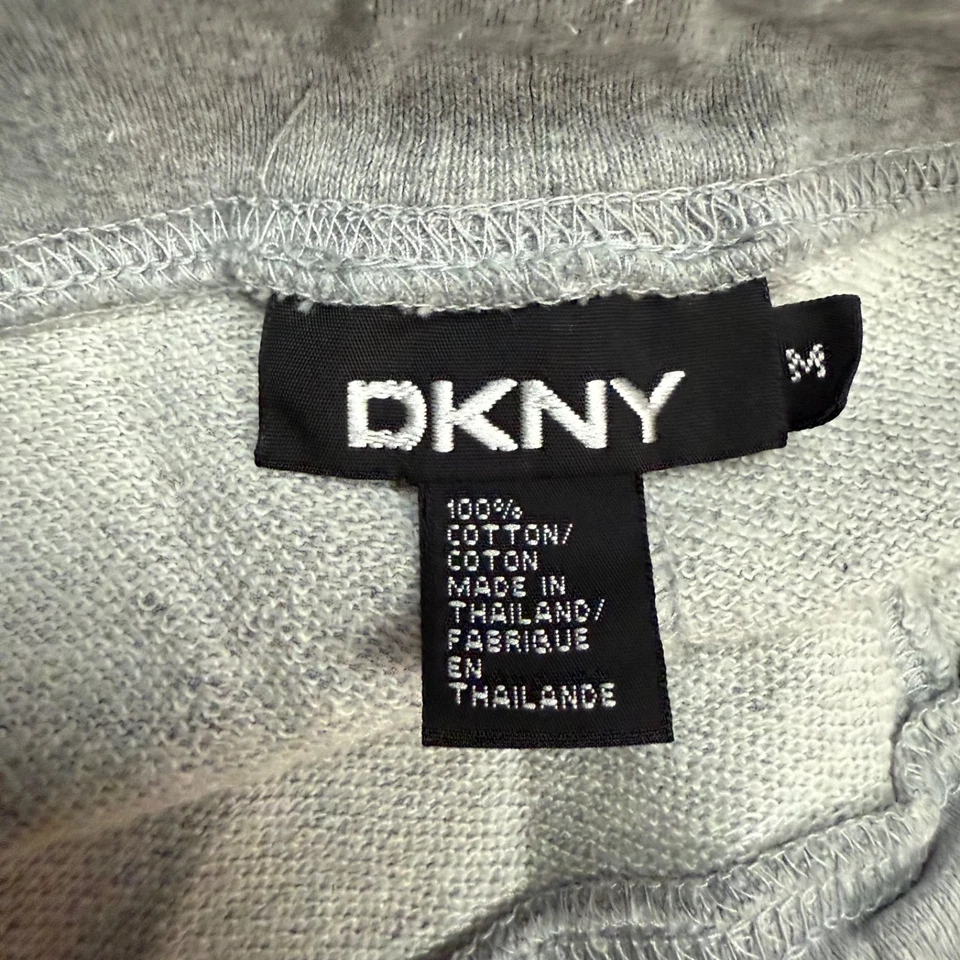 DKNY
M
100%
COTTON/
COTON
MADE IN
THAILAND/
FABRIQUE
EN
THAILANDE